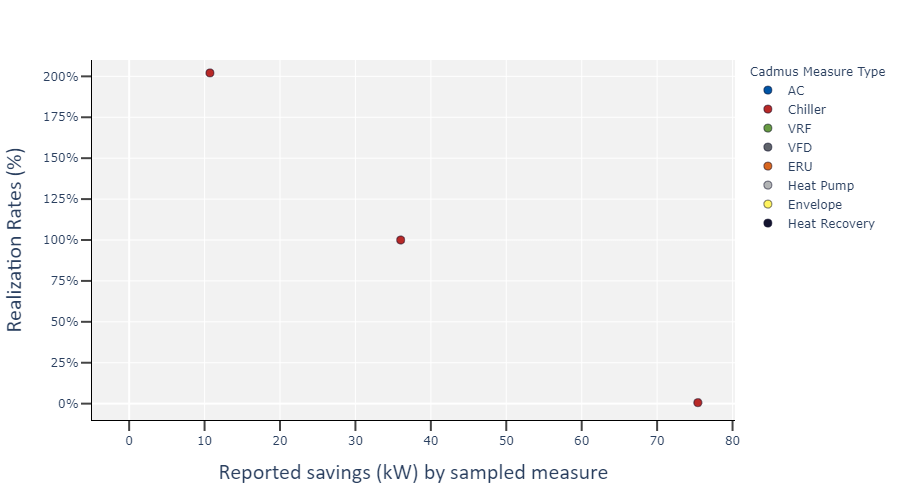 Realization Rates (%)
200%
175%
150%
125%
100%
75%
50%
25%
0%
0 10 20 30 40 50 60 70 80
Reported savings (kW) by sampled measure
Cadmus Measure Type
AC
Chiller
VRF
VFD
ERU
Heat Pump
Envelope
Heat Recovery